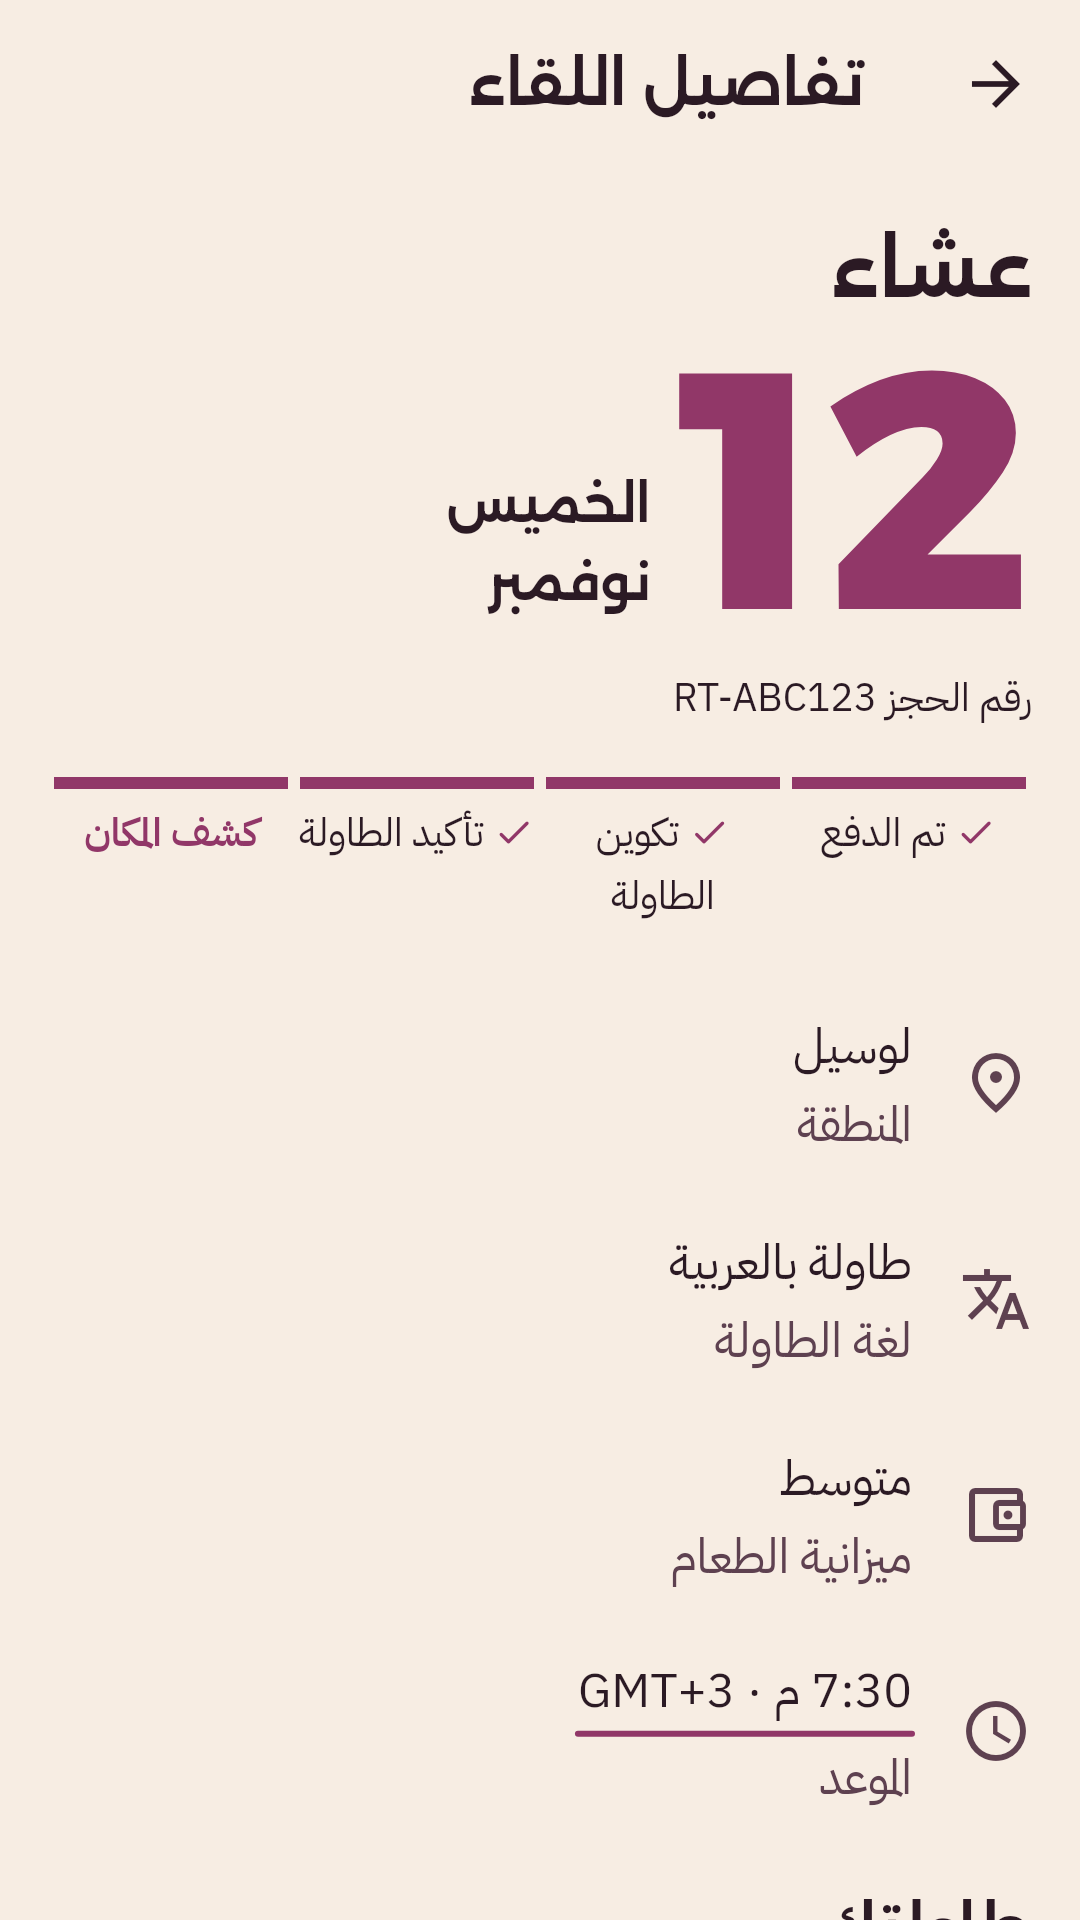 تفاصيل اللقاء
عشاء
12
الخميس
نوفمبر
رقم الحجز RT-ABC123
تم الدفع
تكوين الطاولة
تأكيد الطاولة
كشف المكان
لوسيل
المنطقة
طاولة بالعربية
لغة الطاولة
متوسط
ميزانية الطعام
7:30 م · GMT+3
الموعد